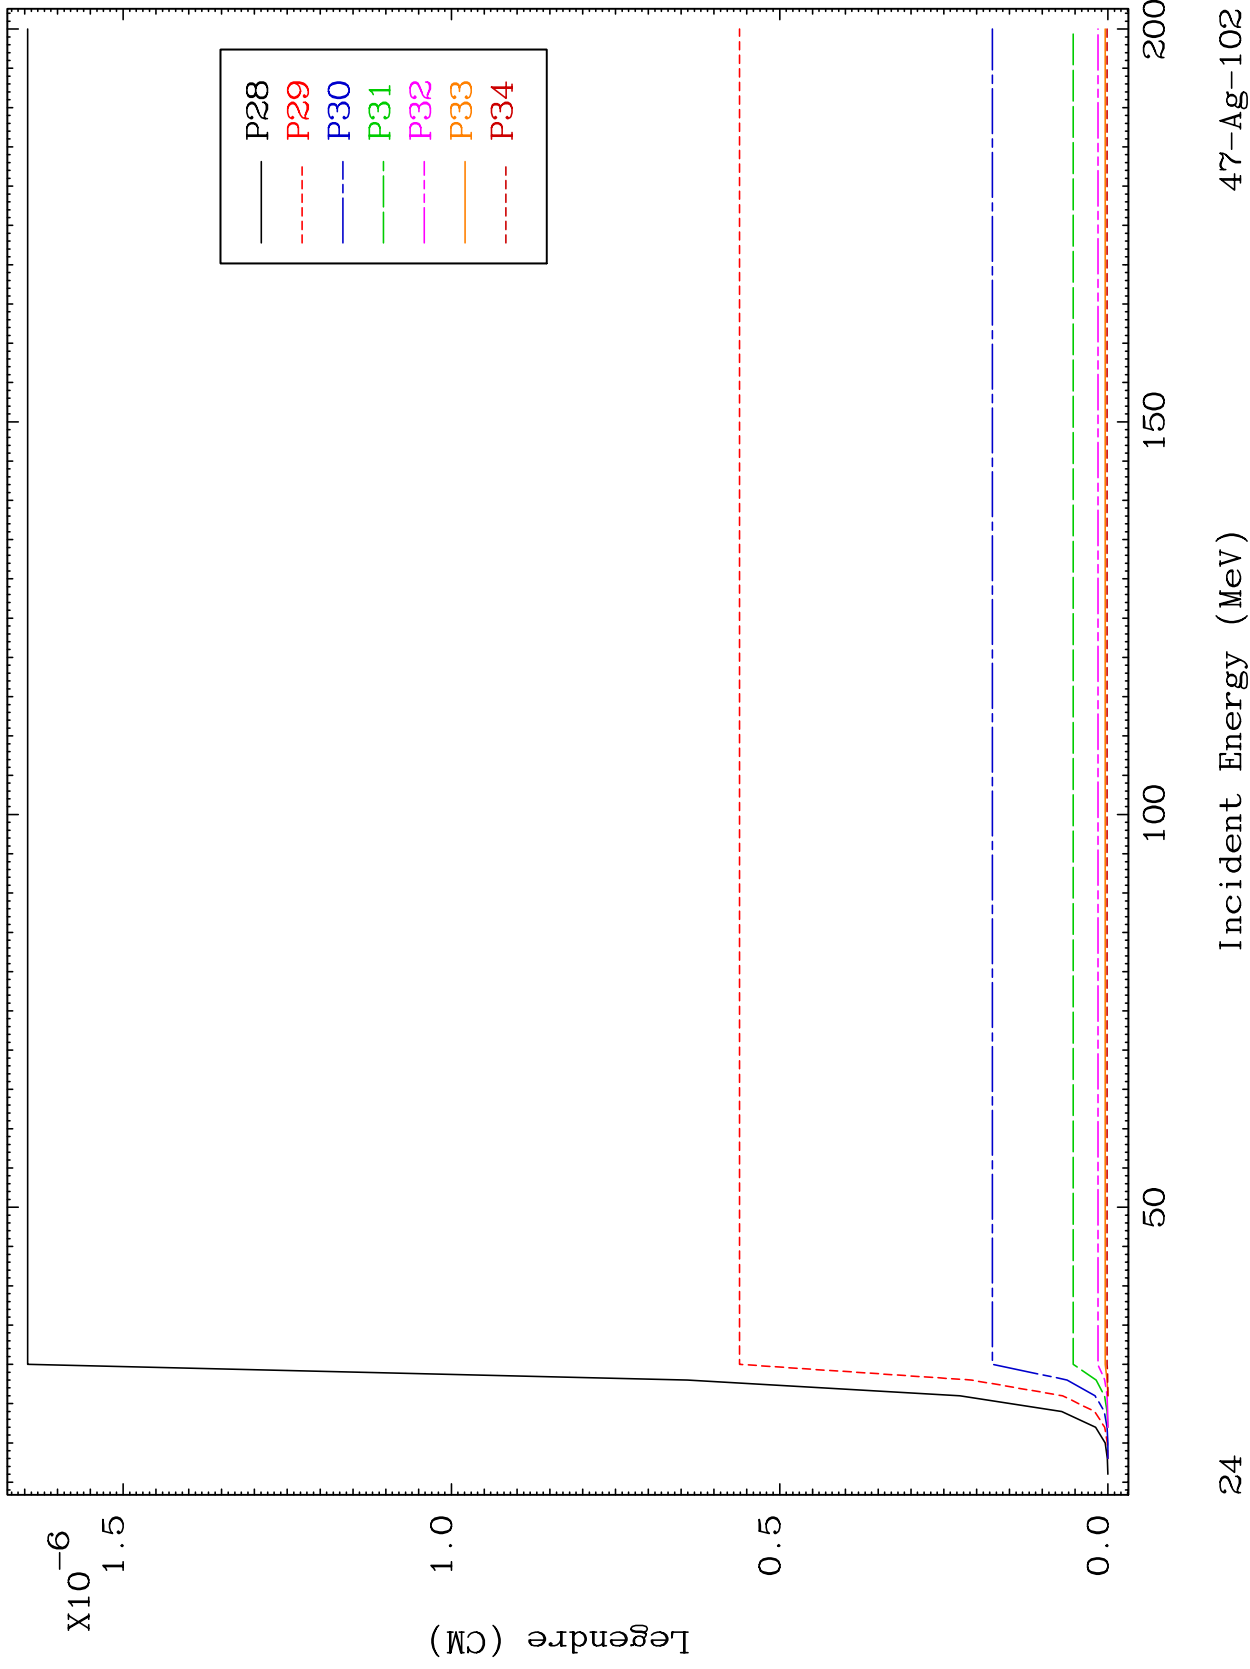 X10-6
1.5
1.0
0.5
0.0
Legendre (CM)
P28
P29
P30
P31
P32
P33
P34
50
100
150
200
24
Incident Energy (MeV)
47-Ag-102